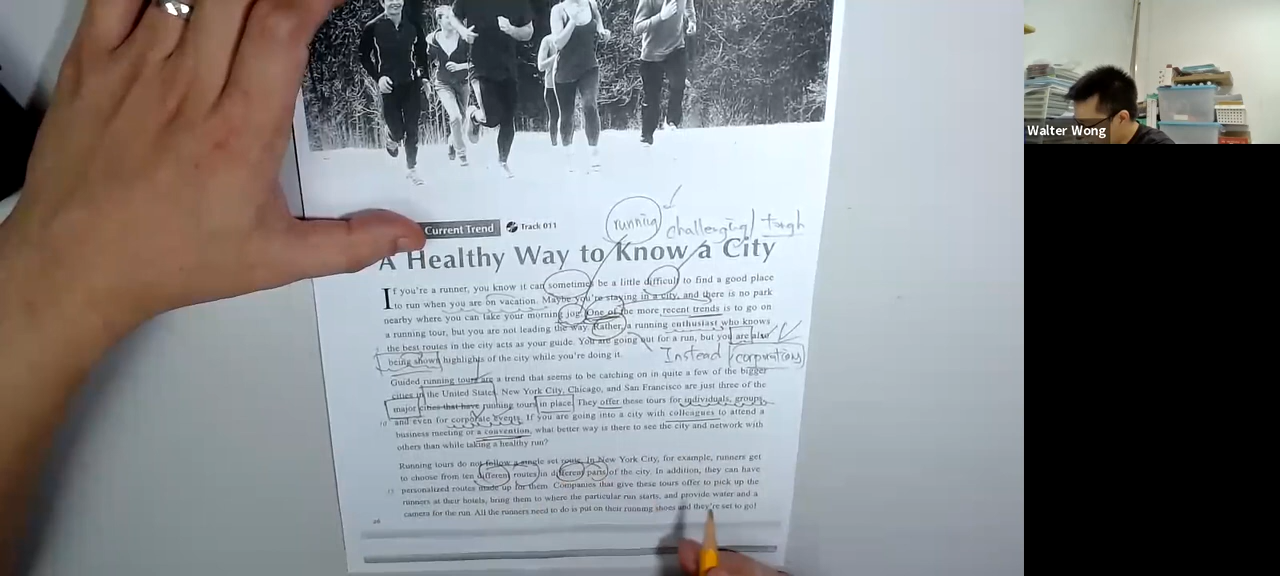 Walter Wong
running challenging/ tough
Current Trend Track 011
A Healthy Way to Know a City
If you're a runner, you know it can sometimes be a little difficult to find a good place
to run when you are on vacation. Maybe you're staying in a city, and there is no park
nearby where you can take your morning jog. One of the more recent trends is to go on
a running tour, but you are not leading the way. Rather, a running enthusiast who knows
the best routes in the city acts as your guide. You are going out for a run, but you are also
being shown highlights of the city while you're doing it.
Instead corporations
Guided running tours are a trend that seems to be catching on in quite a few of the bigger
cities in the United States. New York City, Chicago, and San Francisco are just three of the
major cities that have running tours in place. They offer these tours for individuals, groups,
10 and even for corporate events. If you are going into a city with colleagues to attend a
business meeting or a convention, what better way is there to see the city and network with
others than while taking a healthy run?
Running tours do not follow a single set route. In New York City, for example, runners get
to choose from ten different routes in different parts of the city. In addition, they can have
15 personalized routes made up for them. Companies that give these tours offer to pick up the
runners at their hotels, bring them to where the particular run starts, and provide water and a
camera for the run. All the runners need to do is put on their running shoes and they're set to go!